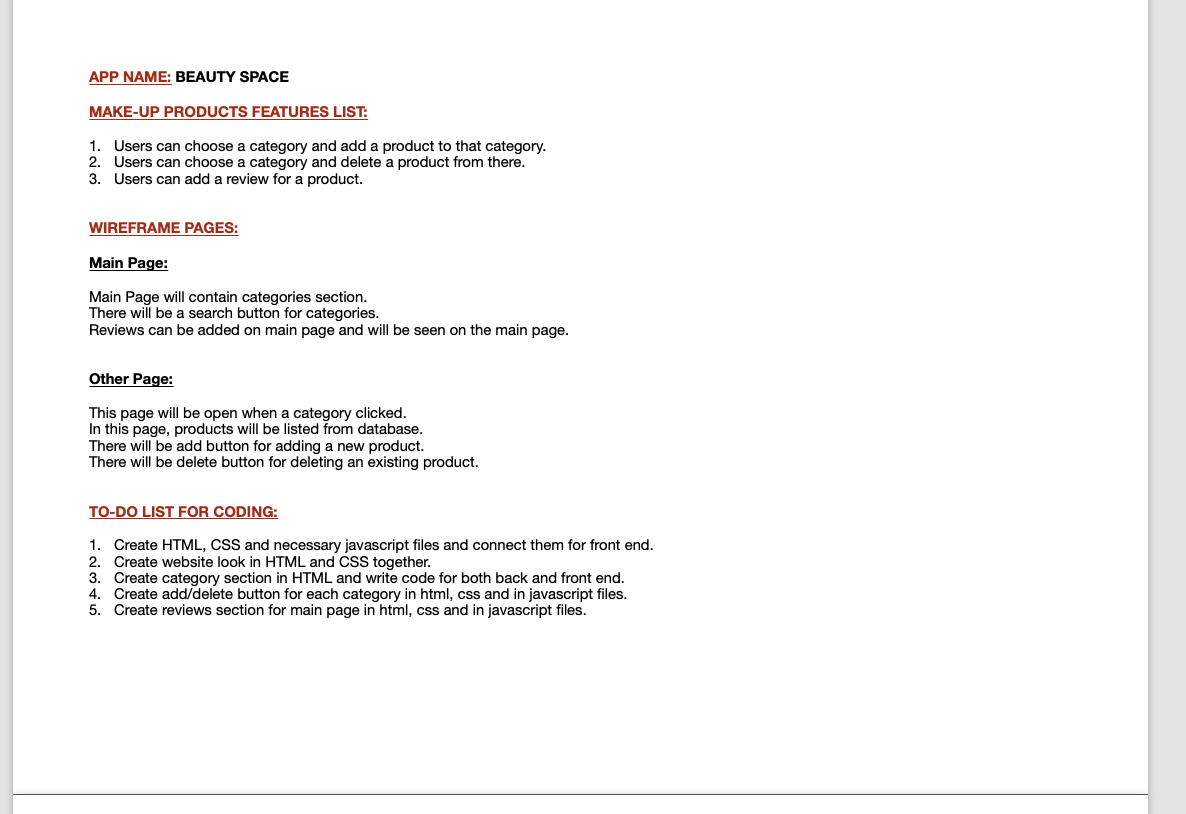 APP NAME: BEAUTY SPACE
MAKE-UP PRODUCTS FEATURES LIST:
1. Users can choose a category and add a product to that category.
2. Users can choose a category and delete a product from there.
3. Users can add a review for a product.
WIREFRAME PAGES:
Main Page:
Main Page will contain categories section.
There will be a search button for categories.
Reviews can be added on main page and will be seen on the main page.
Other Page:
This page will be open when a category clicked.
In this page, products will be listed from database.
There will be add button for adding a new product.
There will be delete button for deleting an existing product.
TO-DO LIST FOR CODING:
1. Create HTML, CSS and necessary javascript files and connect them for front end.
2. Create website look in HTML and CSS together.
3. Create category section in HTML and write code for both back and front end.
4. Create add/delete button for each category in html, css and in javascript files.
5. Create reviews section for main page in html, css and in javascript files.